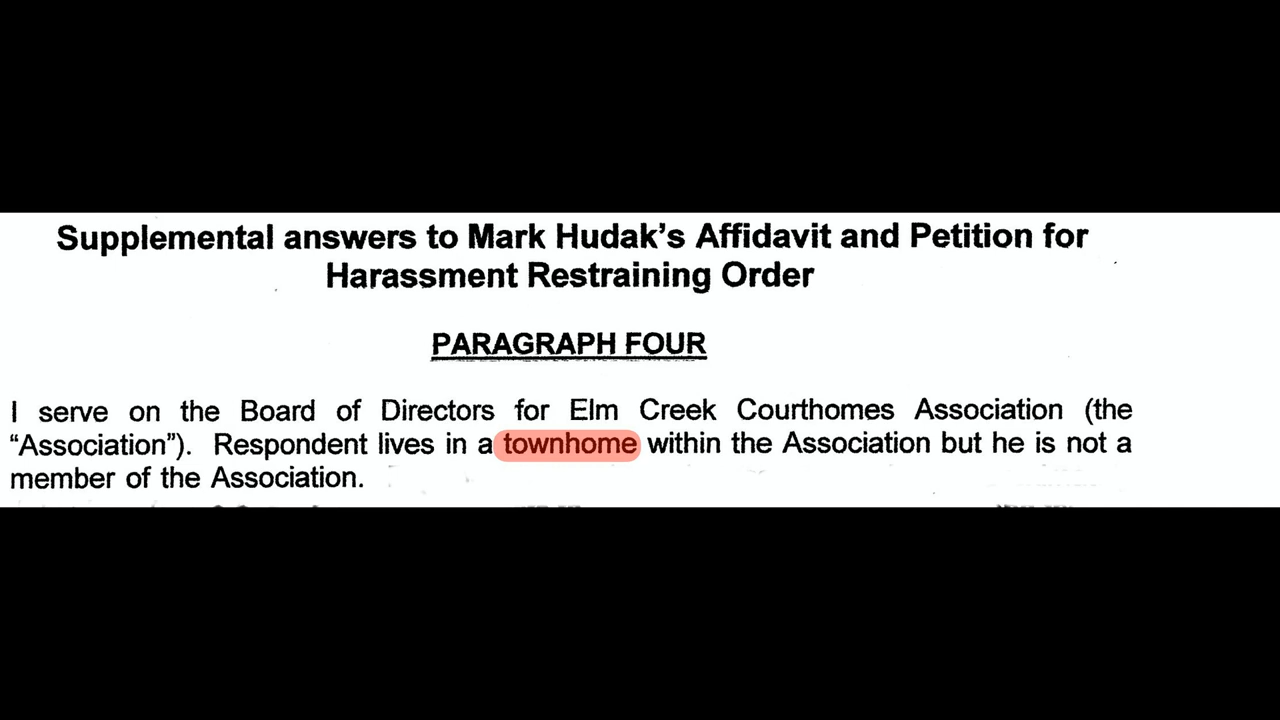 Supplemental answers to Mark Hudak's Affidavit and Petition for
Harassment Restraining Order
PARAGRAPH FOUR
I serve on the Board of Directors for Elm Creek Courthomes Association (the
“Association”). Respondent lives in a townhome within the Association but he is not a
member of the Association.